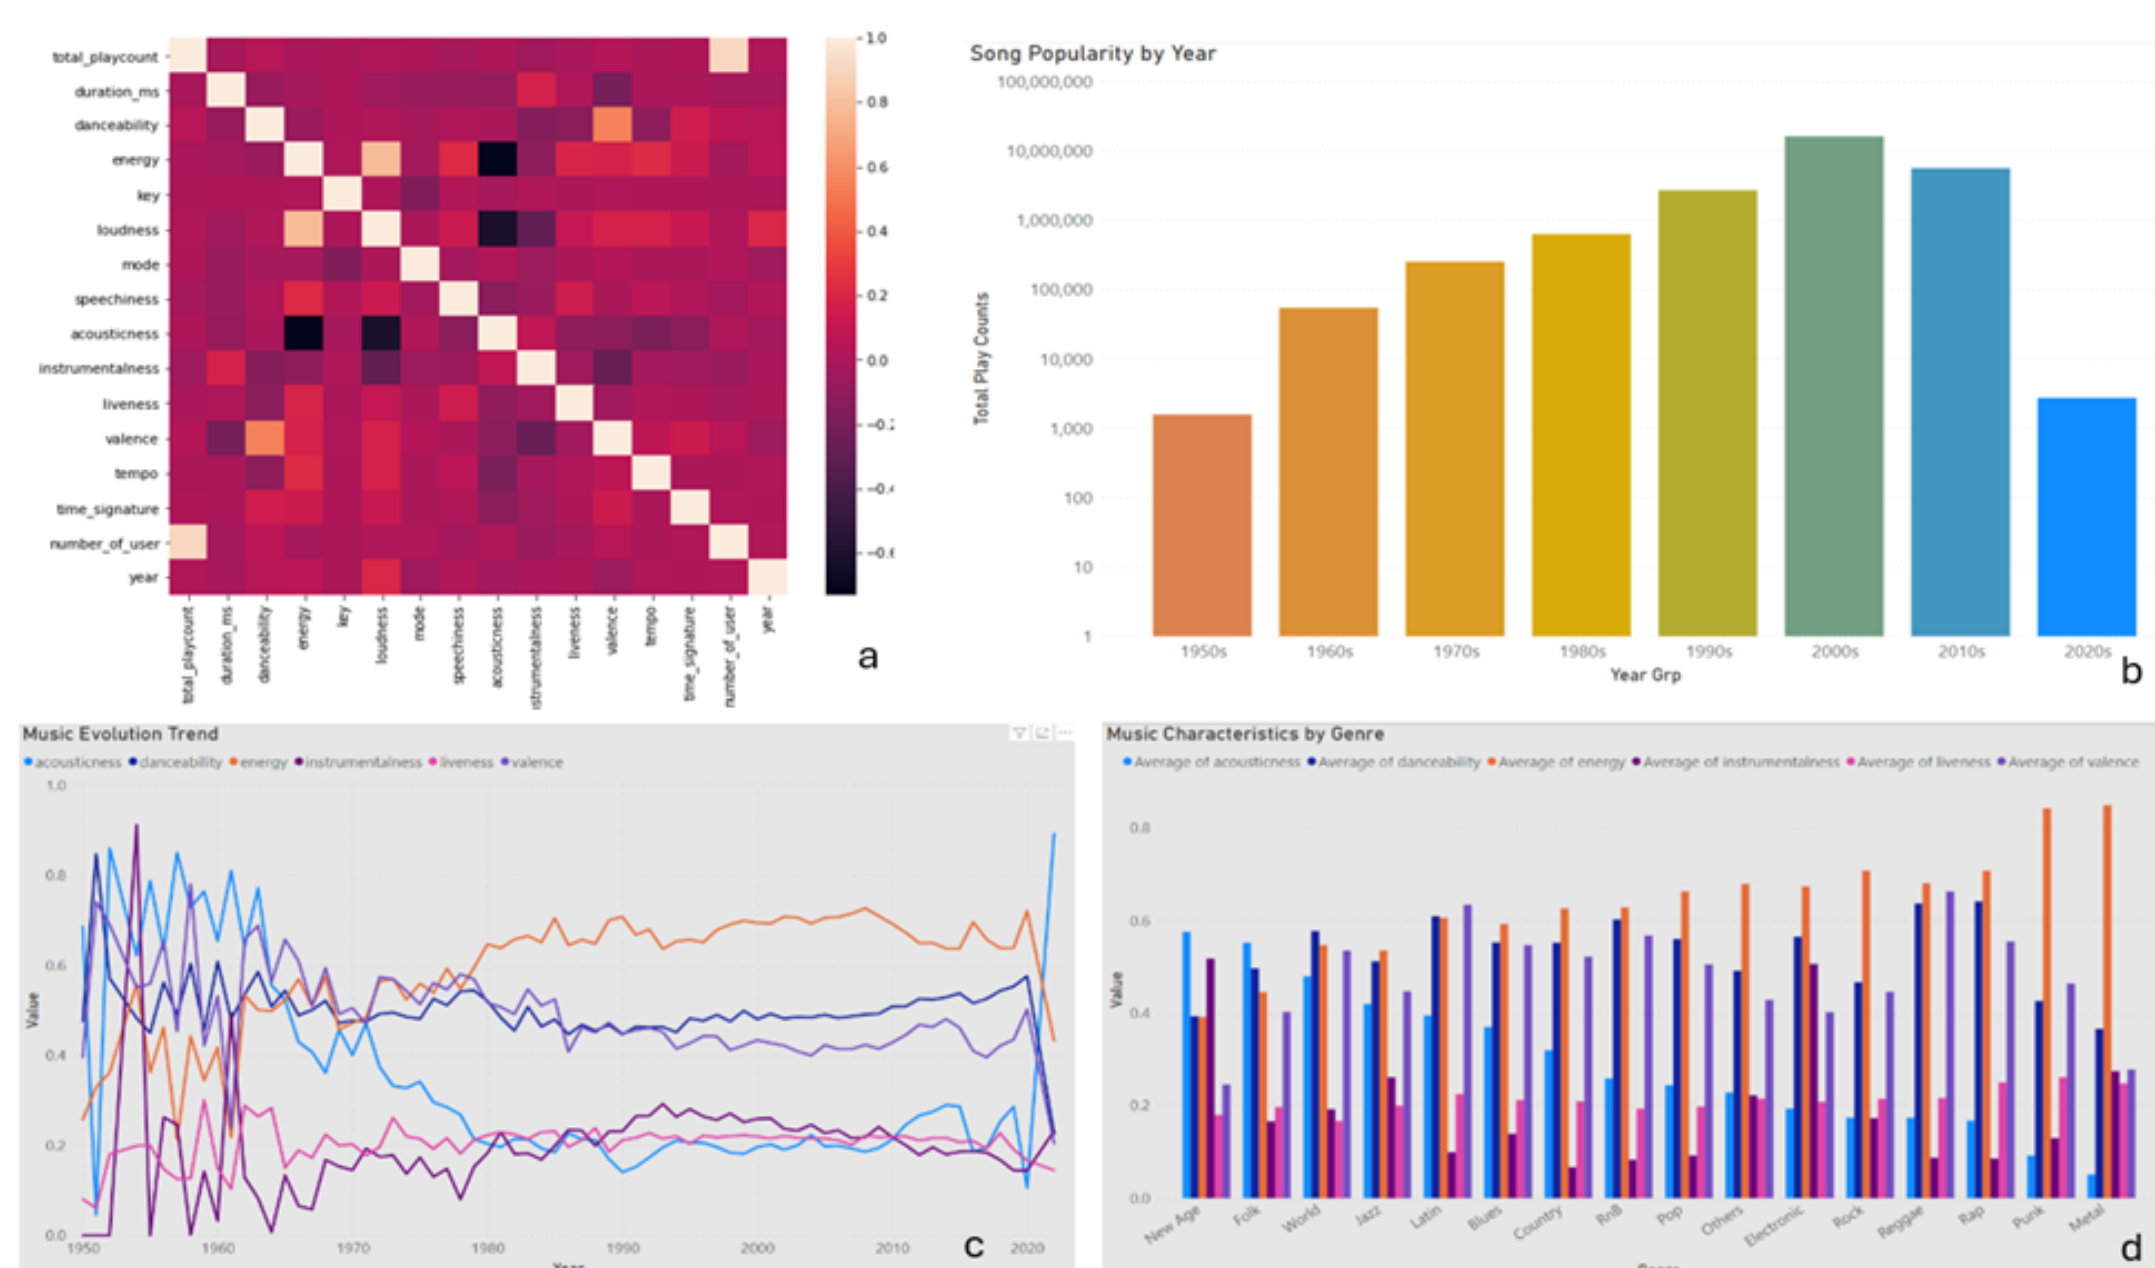 total_playcount
duration_ms
danceability
energy
key
loudness
mode
speechiness
acousticness
instrumentalness
liveness
valence
tempo
time_signature
number_of_user
year
1.0
0.8
0.6
0.4
0.2
0.0
−0.2
−0.4
total_playcount
duration_ms
danceability
energy
key
loudness
mode
speechiness
acousticness
istrumentalness
liveness
valence
tempo
time_signature
number_of_user
year
a
Song Popularity by Year
Total Play Counts
100,000,000
10,000,000
1,000,000
100,000
10,000
1,000
100
10
1
1950s 1960s 1970s 1980s 1990s 2000s 2010s 2020s
Year Grp
b
Music Evolution Trend
acousticness danceability energy instrumentalness liveness valence
Value
1.0
0.8
0.6
0.4
0.2
0.0
1950 1960 1970 1980 1990 2000 2010 2020
Year
c
Music Characteristics by Genre
Average of acousticness Average of danceability Average of energy Average of instrumentalness Average of liveness Average of valence
Value
0.8
0.6
0.4
0.2
0.0
New Age Folk World Jazz Latin Blues Country RnB Pop Others Electronic Rock Reggae Rap Punk Metal
d